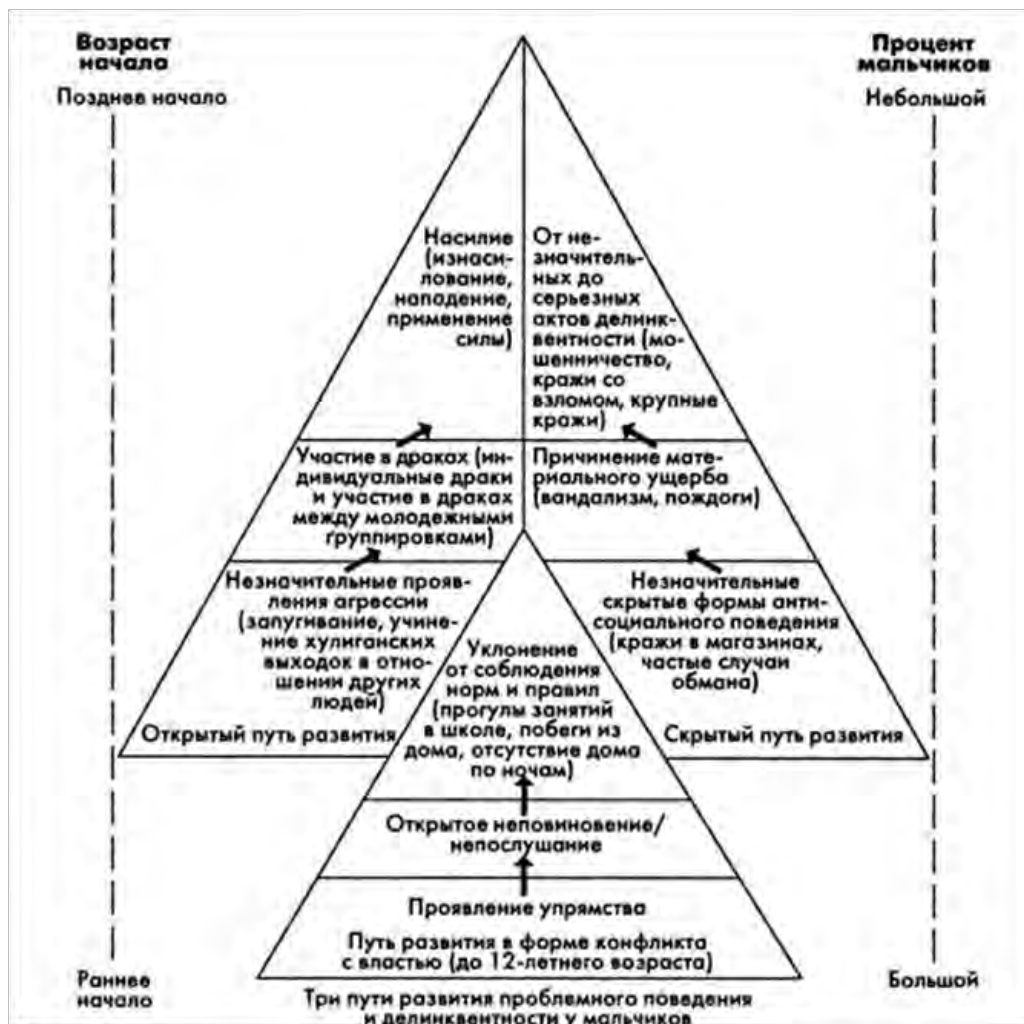 Возраст
начала
Позднее начало
Процент
мальчиков
Небольшой
Насилие
(изнаси-
лование,
нападение,
применение
силы)
От не-
значитель-
ных до
серьезных
актов делинк-
вентности (мо-
шенничество,
кражи со
взломом, крупные
кражи)
Участие в драках (ин-
дивидуальные драки
и участие в драках
между молодежными
группировками)
Причинение мате-
риального ущерба
(вандализм, пождоги)
Незначительные прояв-
ления агрессии
(запугивание, учине-
ние хулиганских
выходок в отно-
шении других
людей)
Открытый путь развития
Незначительные
скрытые формы анти-
социального поведения
(кражи в магазинах,
частые случаи
обмана)
Скрытый путь развития
Уклонение
от соблюдения
норм и правил
(прогулы занятий
в школе, побеги из
дома, отсутствие дома
по ночам)
Открытое неповиновение/
непослушание
Проявление упрямства
Путь развития в форме конфликта
с властью (до 12-летнего возраста)
Раннее
начало
Большой
Три пути развития проблемного поведения
и делинквентности у мальчиков